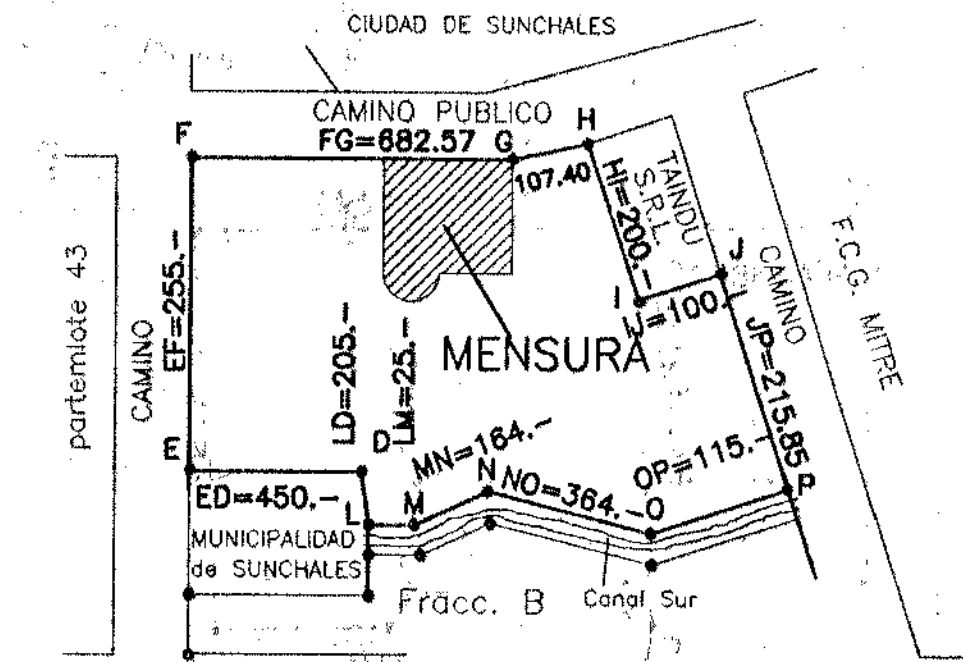 CIUDAD DE SUNCHALES
CAMINO PUBLICO
F
FG=682.57
G
H
107.40
HI=200.-
TAINDU
S.R.L.
J
I
IJ=100.-
CAMINO
F.C.G. MITRE
partemlote 43
CAMINO
EF=255.-
MENSURA
LD=205.-
LM=25.-
JP=215.85
E
D
MN=164.-
N
NO=364.-
O
OP=115.-
P
ED=450.-
L
M
MUNICIPALIDAD
de SUNCHALES
Fracc. B
Canal Sur